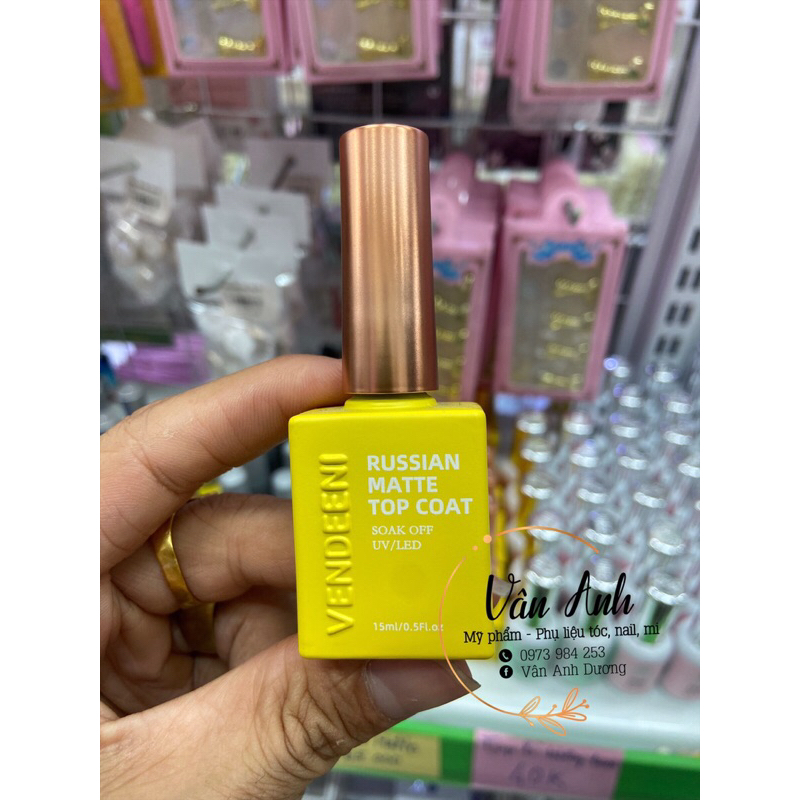 VENDEENI
RUSSIAN
MATTE
TOP COAT
SOAK OFF
UV/LED
15ml/0.5Fl.oz
Vân Anh
Mỹ phẩm - Phụ liệu tóc, nail, mi
0973 984 253
Vân Anh Dương
40K